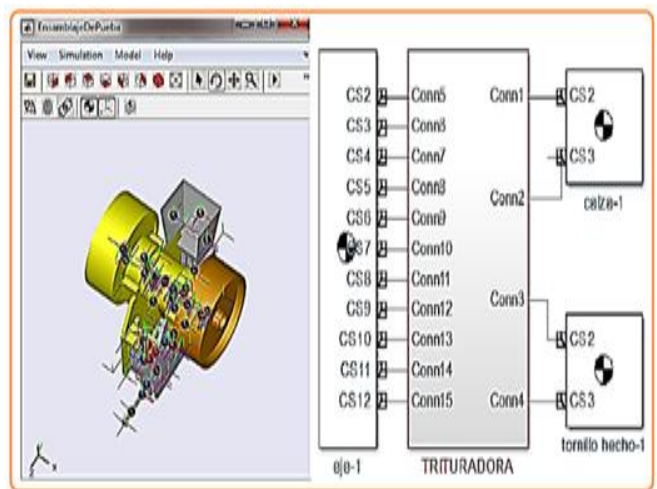 EnsamblajeDePueba
View Simulation Model Help
CS2
CS3
CS4
CS5
CS6
CS7
CS8
CS9
CS10
CS11
CS12
eje-1
Conn5
Conn6
Conn7
Conn8
Conn9
Conn10
Conn11
Conn12
Conn13
Conn14
Conn15
Conn1
Conn2
Conn3
Conn4
TRITURADORA
CS2
CS3
CS2
CS3
tornillo hecho-1